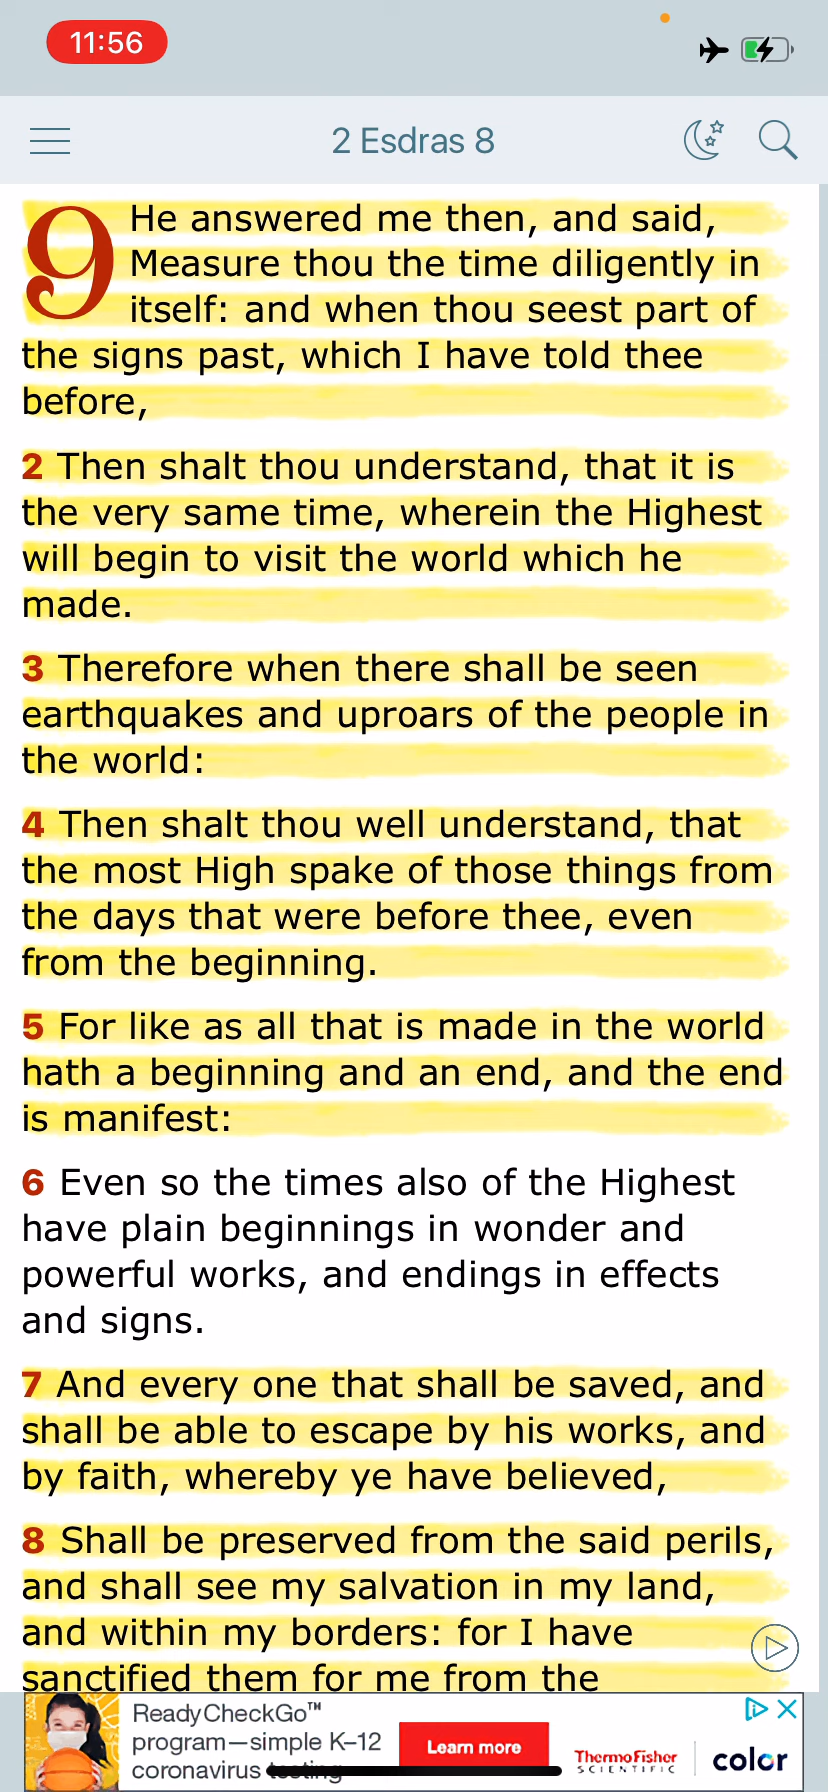 11:56
2 Esdras 8
9 He answered me then, and said,
Measure thou the time diligently in
itself: and when thou seest part of
the signs past, which I have told thee
before,
2 Then shalt thou understand, that it is
the very same time, wherein the Highest
will begin to visit the world which he
made.
3 Therefore when there shall be seen
earthquakes and uproars of the people in
the world:
4 Then shalt thou well understand, that
the most High spake of those things from
the days that were before thee, even
from the beginning.
5 For like as all that is made in the world
hath a beginning and an end, and the end
is manifest:
6 Even so the times also of the Highest
have plain beginnings in wonder and
powerful works, and endings in effects
and signs.
7 And every one that shall be saved, and
shall be able to escape by his works, and
by faith, whereby ye have believed,
8 Shall be preserved from the said perils,
and shall see my salvation in my land,
and within my borders: for I have
sanctified them for me from the
ReadyCheckGo™
program—simple K–12
coronavirus testing
Learn more
ThermoFisher
SCIENTIFIC
color